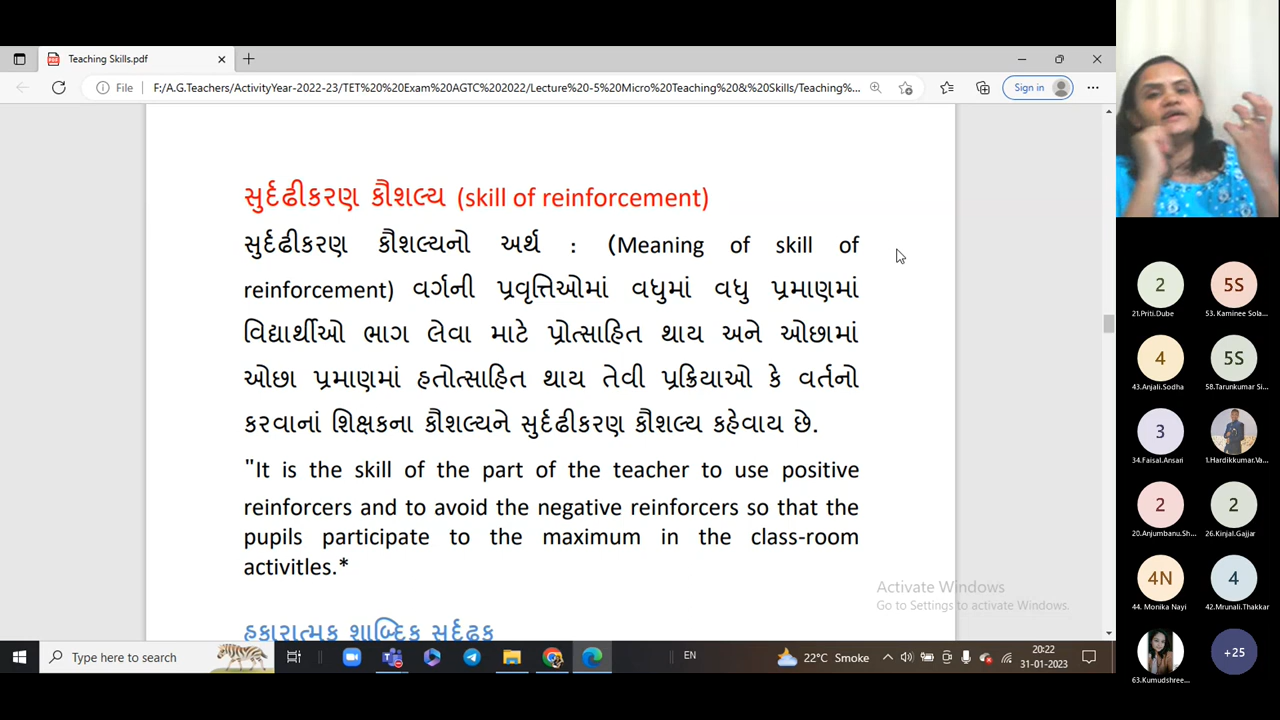 Teaching Skills.pdf
File
F:/A.G.Teachers/ActivityYear-2022-23/TET%20%20Exam%20AGTC%202022/Lecture%20-5%20Micro%20Teaching%20&%20Skills/Teaching%...
Sign in
સુર્દઢીકરણ કૌશલ્ય (skill of reinforcement)
સુર્દઢીકરણ કૌશલ્યનો અર્થ : (Meaning of skill of
reinforcement) વર્ગની પ્રવૃત્તિઓમાં વધુમાં વધુ પ્રમાણમાં
વિદ્યાર્થીઓ ભાગ લેવા માટે પ્રોત્સાહિત થાય અને ઓછામાં
ઓછા પ્રમાણમાં હતોત્સાહિત થાય તેવી પ્રક્રિયાઓ કે વર્તનો
કરવાનાં શિક્ષકના કૌશલ્યને સુર્દઢીકરણ કૌશલ્ય કહેવાય છે.
"It is the skill of the part of the teacher to use positive
reinforcers and to avoid the negative reinforcers so that the
pupils participate to the maximum in the class-room
activitles.*
હકારાત્મક શાબ્દિક સુર્દઢક
Activate Windows
Go to Settings to activate Windows.
2
21.Priti.Dube
5S
53. Kaminee Sola...
4
43.Anjali.Sodha
5S
58.Tarunkumar Si...
3
34.Faisal.Ansari
1.Hardikkumar.Va...
2
20.Anjumbanu.Sh...
2
26.Kinjal.Gajjar
4N
44. Monika Nayi
4
42.Mrunali.Thakkar
63.Kumudshree...
+25
Type here to search
EN
22°C Smoke
20:22
31-01-2023